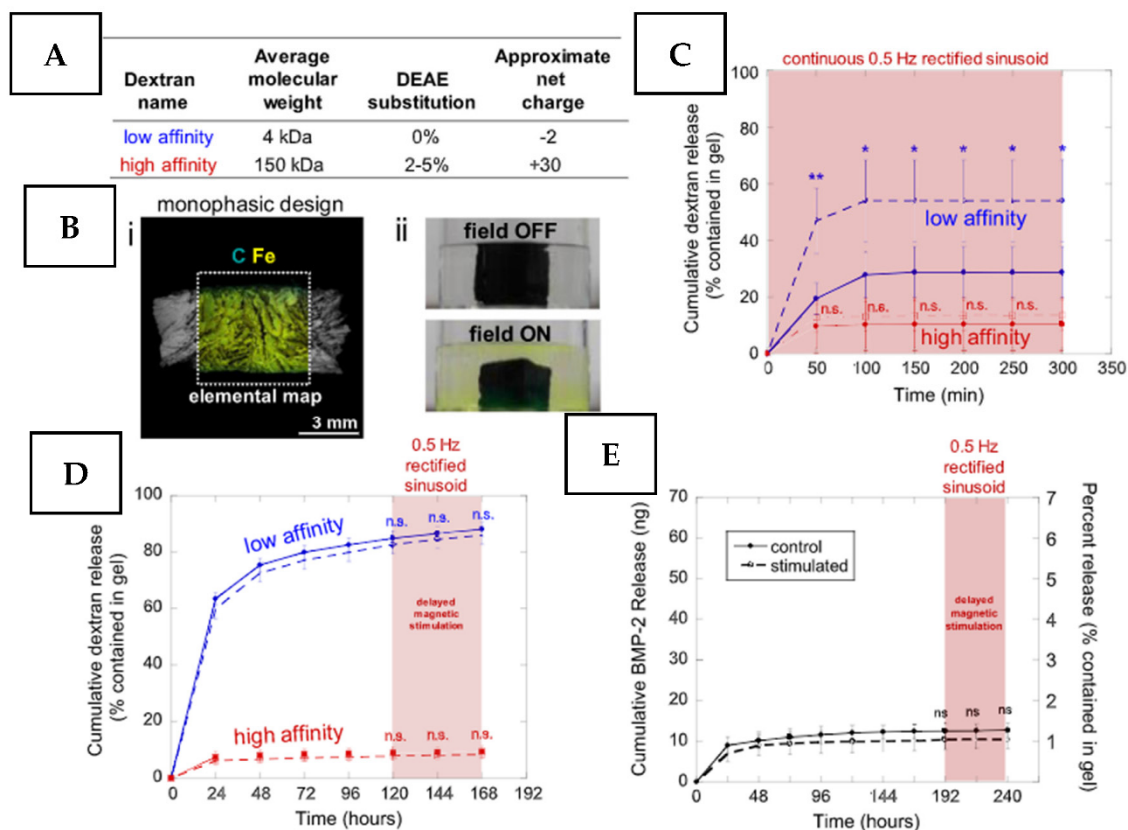 A
Dextran name Average molecular weight DEAE substitution Approximate net charge
low affinity 4 kDa 0% -2
high affinity 150 kDa 2-5% +30
B
monophasic design
i
C Fe
elemental map
3 mm
ii
field OFF
field ON
C
continuous 0.5 Hz rectified sinusoid
Cumulative dextran release
(% contained in gel)
100
80
60
40
20
0
** * * * * *
low affinity
n.s. n.s. n.s. n.s. n.s. n.s.
high affinity
0 50 100 150 200 250 300 350
Time (min)
D
0.5 Hz
rectified
sinusoid
Cumulative dextran release
(% contained in gel)
100
80
60
40
20
0
low affinity
n.s. n.s. n.s.
delayed
magnetic
stimulation
high affinity
n.s. n.s. n.s.
0 24 48 72 96 120 144 168 192
Time (hours)
E
0.5 Hz
rectified
sinusoid
Cumulative BMP-2 Release (ng)
70
60
50
40
30
20
10
0
control
stimulated
delayed
magnetic
stimulation
ns ns ns
0 48 96 144 192 240
Time (hours)
7
6
5
4
3
2
1
0
Percent release (% contained in gel)